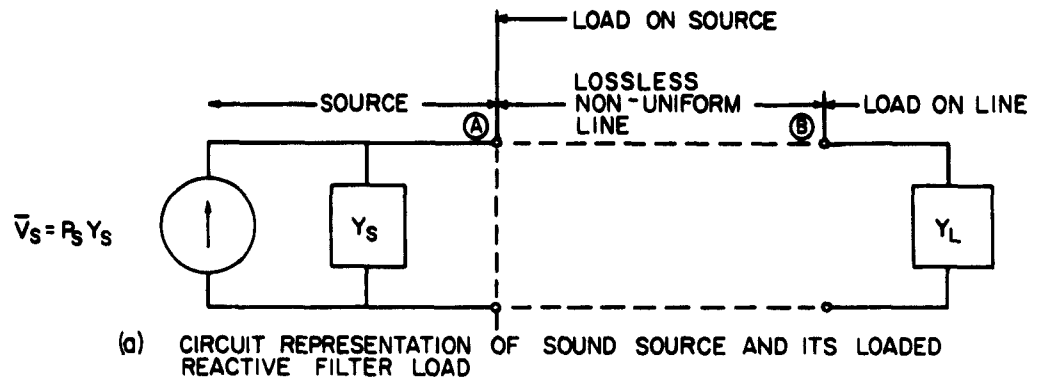 LOAD ON SOURCE
SOURCE
LOSSLESS
NON-UNIFORM
LINE
LOAD ON LINE
A
B
V̅S = PS YS
YS
YL
(a) CIRCUIT REPRESENTATION OF SOUND SOURCE AND ITS LOADED
REACTIVE FILTER LOAD